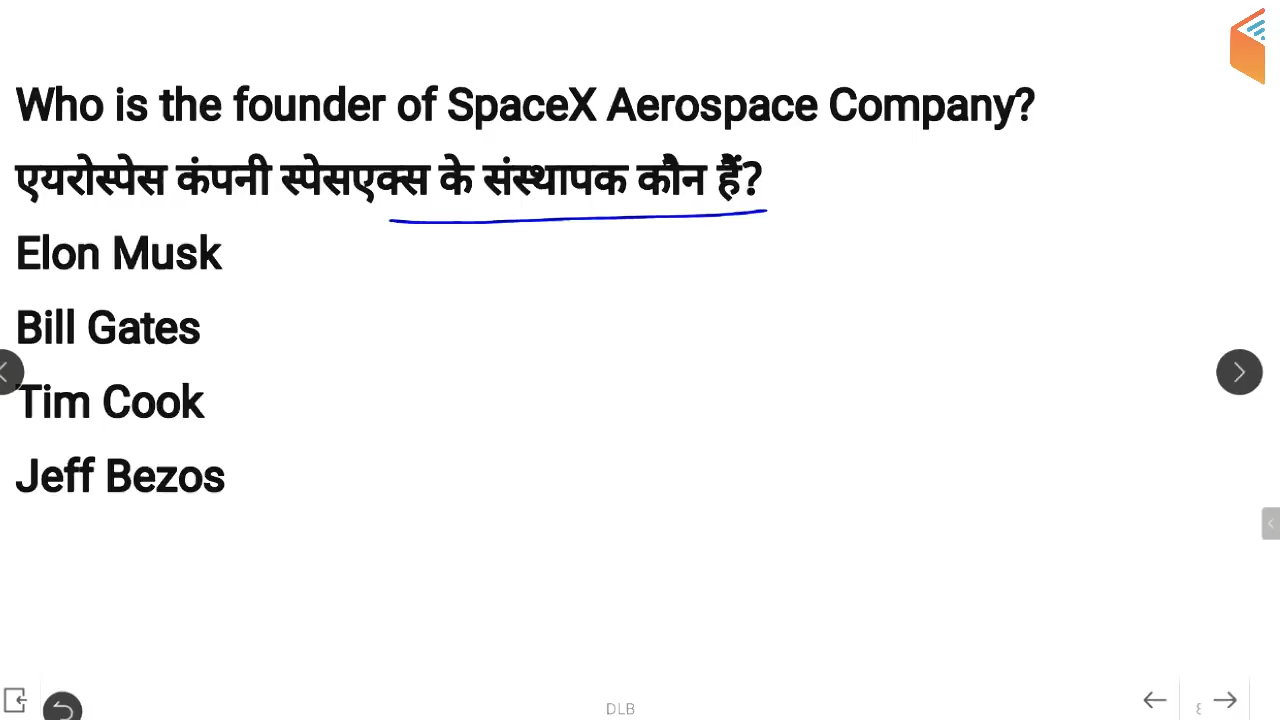 Who is the founder of SpaceX Aerospace Company?
एयरोस्पेस कंपनी स्पेसएक्स के संस्थापक कौन हैं?
Elon Musk
Bill Gates
Tim Cook
Jeff Bezos
DLB